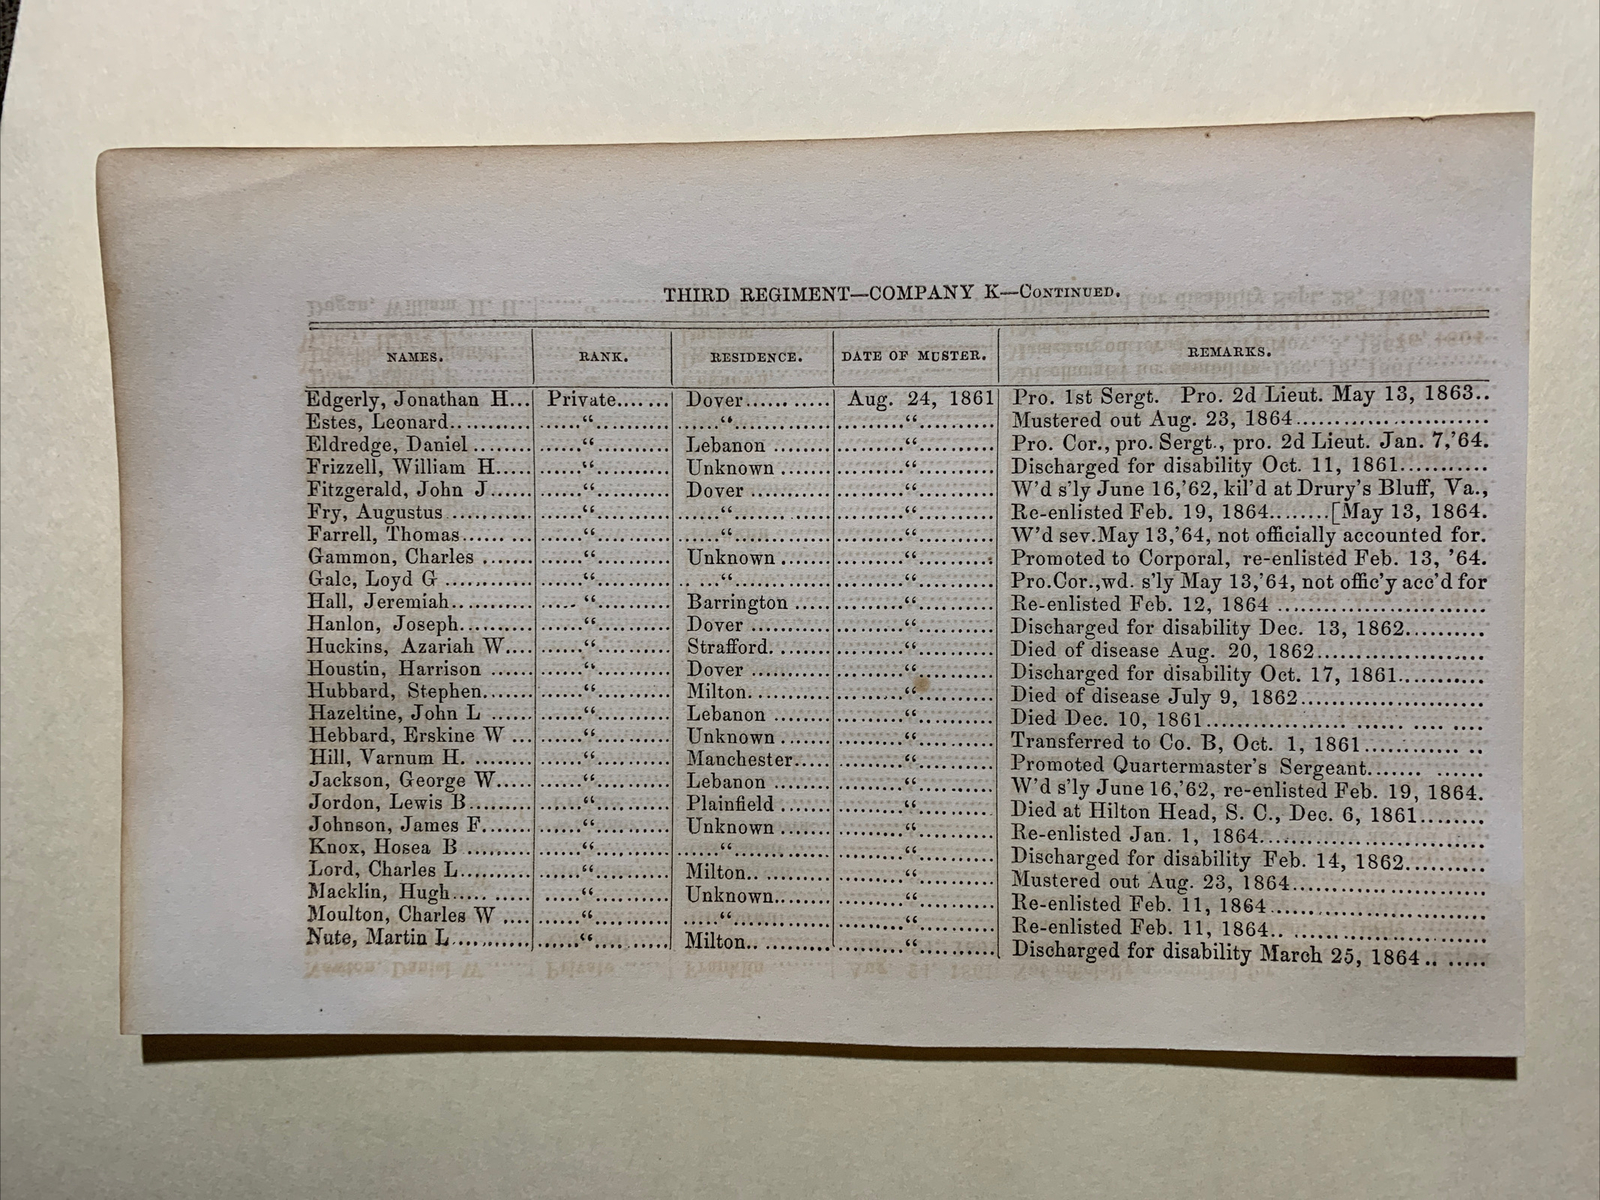 THIRD REGIMENT—COMPANY K—CONTINUED.
NAMES. RANK. RESIDENCE. DATE OF MUSTER. REMARKS.
Edgerly, Jonathan H... Private....... Dover............ Aug. 24, 1861 Pro. 1st Sergt. Pro. 2d Lieut. May 13, 1863..
Estes, Leonard........... ......“.......... ......“............. .........“.......... Mustered out Aug. 23, 1864........................
Eldredge, Daniel ......... ......“.......... Lebanon ........ .........“.......... Pro. Cor., pro. Sergt., pro. 2d Lieut. Jan. 7,'64.
Frizzell, William H..... ......“.......... Unknown ....... .........“.......... Discharged for disability Oct. 11, 1861...........
Fitzgerald, John J...... ......“.......... Dover ........... .........“.......... W'd s'ly June 16,'62, kil'd at Drury's Bluff, Va.,
Fry, Augustus ........... ......“.......... ......“............. .........“.......... Re-enlisted Feb. 19, 1864........[May 13, 1864.
Farrell, Thomas...... ... ......“.......... ......“............. .........“.......... W'd sev.May 13,'64, not officially accounted for.
Gammon, Charles ....... ......“.......... Unknown ....... .........“.......... Promoted to Corporal, re-enlisted Feb. 13, '64.
Gale, Loyd G ............ ......“.......... .. ...“............. .........“.......... Pro.Cor.,wd. s'ly May 13,'64, not offic'y acc'd for
Hall, Jeremiah........... ...... “.......... Barrington ..... .........“.......... Re-enlisted Feb. 12, 1864 ..........................
Hanlon, Joseph.......... ......“.......... Dover ........... .........“.......... Discharged for disability Dec. 13, 1862..........
Huckins, Azariah W.... ......“.......... Strafford. ....... .........“.......... Died of disease Aug. 20, 1862.....................
Houstin, Harrison ...... ......“.......... Dover ........... .........“.......... Discharged for disability Oct. 17, 1861...........
Hubbard, Stephen....... ......“.......... Milton........... .........“.......... Died of disease July 9, 1862.......................
Hazeltine, John L ...... ......“.......... Lebanon ........ .........“.......... Died Dec. 10, 1861....................................
Hebbard, Erskine W ... ......“.......... Unknown ....... .........“.......... Transferred to Co. B, Oct. 1, 1861............. ..
Hill, Varnum H. ........ ......“.......... Manchester..... .........“.......... Promoted Quartermaster's Sergeant....... ......
Jackson, George W..... ......“.......... Lebanon ........ .........“.......... W'd s'ly June 16,'62, re-enlisted Feb. 19, 1864.
Jordon, Lewis B......... ......“.......... Plainfield ....... .........“.......... Died at Hilton Head, S. C., Dec. 6, 1861........
Johnson, James F....... ......“.......... Unknown ....... .........“.......... Re-enlisted Jan. 1, 1864............................
Knox, Hosea B ......... ......“.......... ......“............. .........“.......... Discharged for disability Feb. 14, 1862..........
Lord, Charles L.......... ......“.......... Milton.. ......... .........“.......... Mustered out Aug. 23, 1864........................
Macklin, Hugh..... ..... ......“.......... Unknown........ .........“.......... Re-enlisted Feb. 11, 1864...........................
Moulton, Charles W .... ......“.......... ......“............. .........“.......... Re-enlisted Feb. 11, 1864.. .......................
Nute, Martin L........... ......“.......... Milton.. ......... .........“.......... Discharged for disability March 25, 1864.. .....